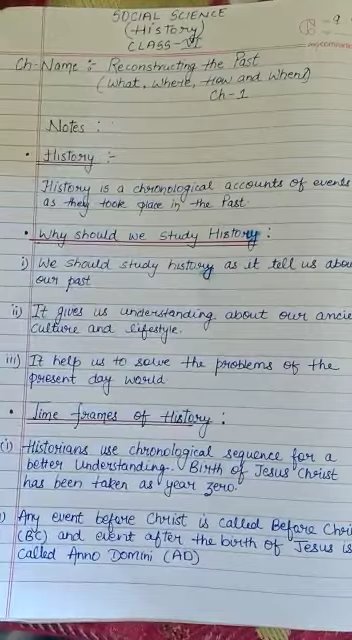 SOCIAL SCIENCE
(History)
CLASS-VI
Ch-Name :- Reconstructing the Past
(What, Where, How and When?)
Ch-1
Notes :
• History :-
History is a chronological accounts of events
as they took place in the Past.
• Why should we study History :
i) We should study history as it tell us abou
our past
ii) It gives us understanding about our ancie
culture and lifestyle.
iii) It help us to solve the problems of the
present day world
• Time frames of History :
(i) Historians use chronological sequence for a
better understanding. Birth of Jesus Christ
has been taken as year zero.
) Any event before Christ is called Before Chri
(BC) and event after the birth of Jesus is
called Anno Domini (AD)